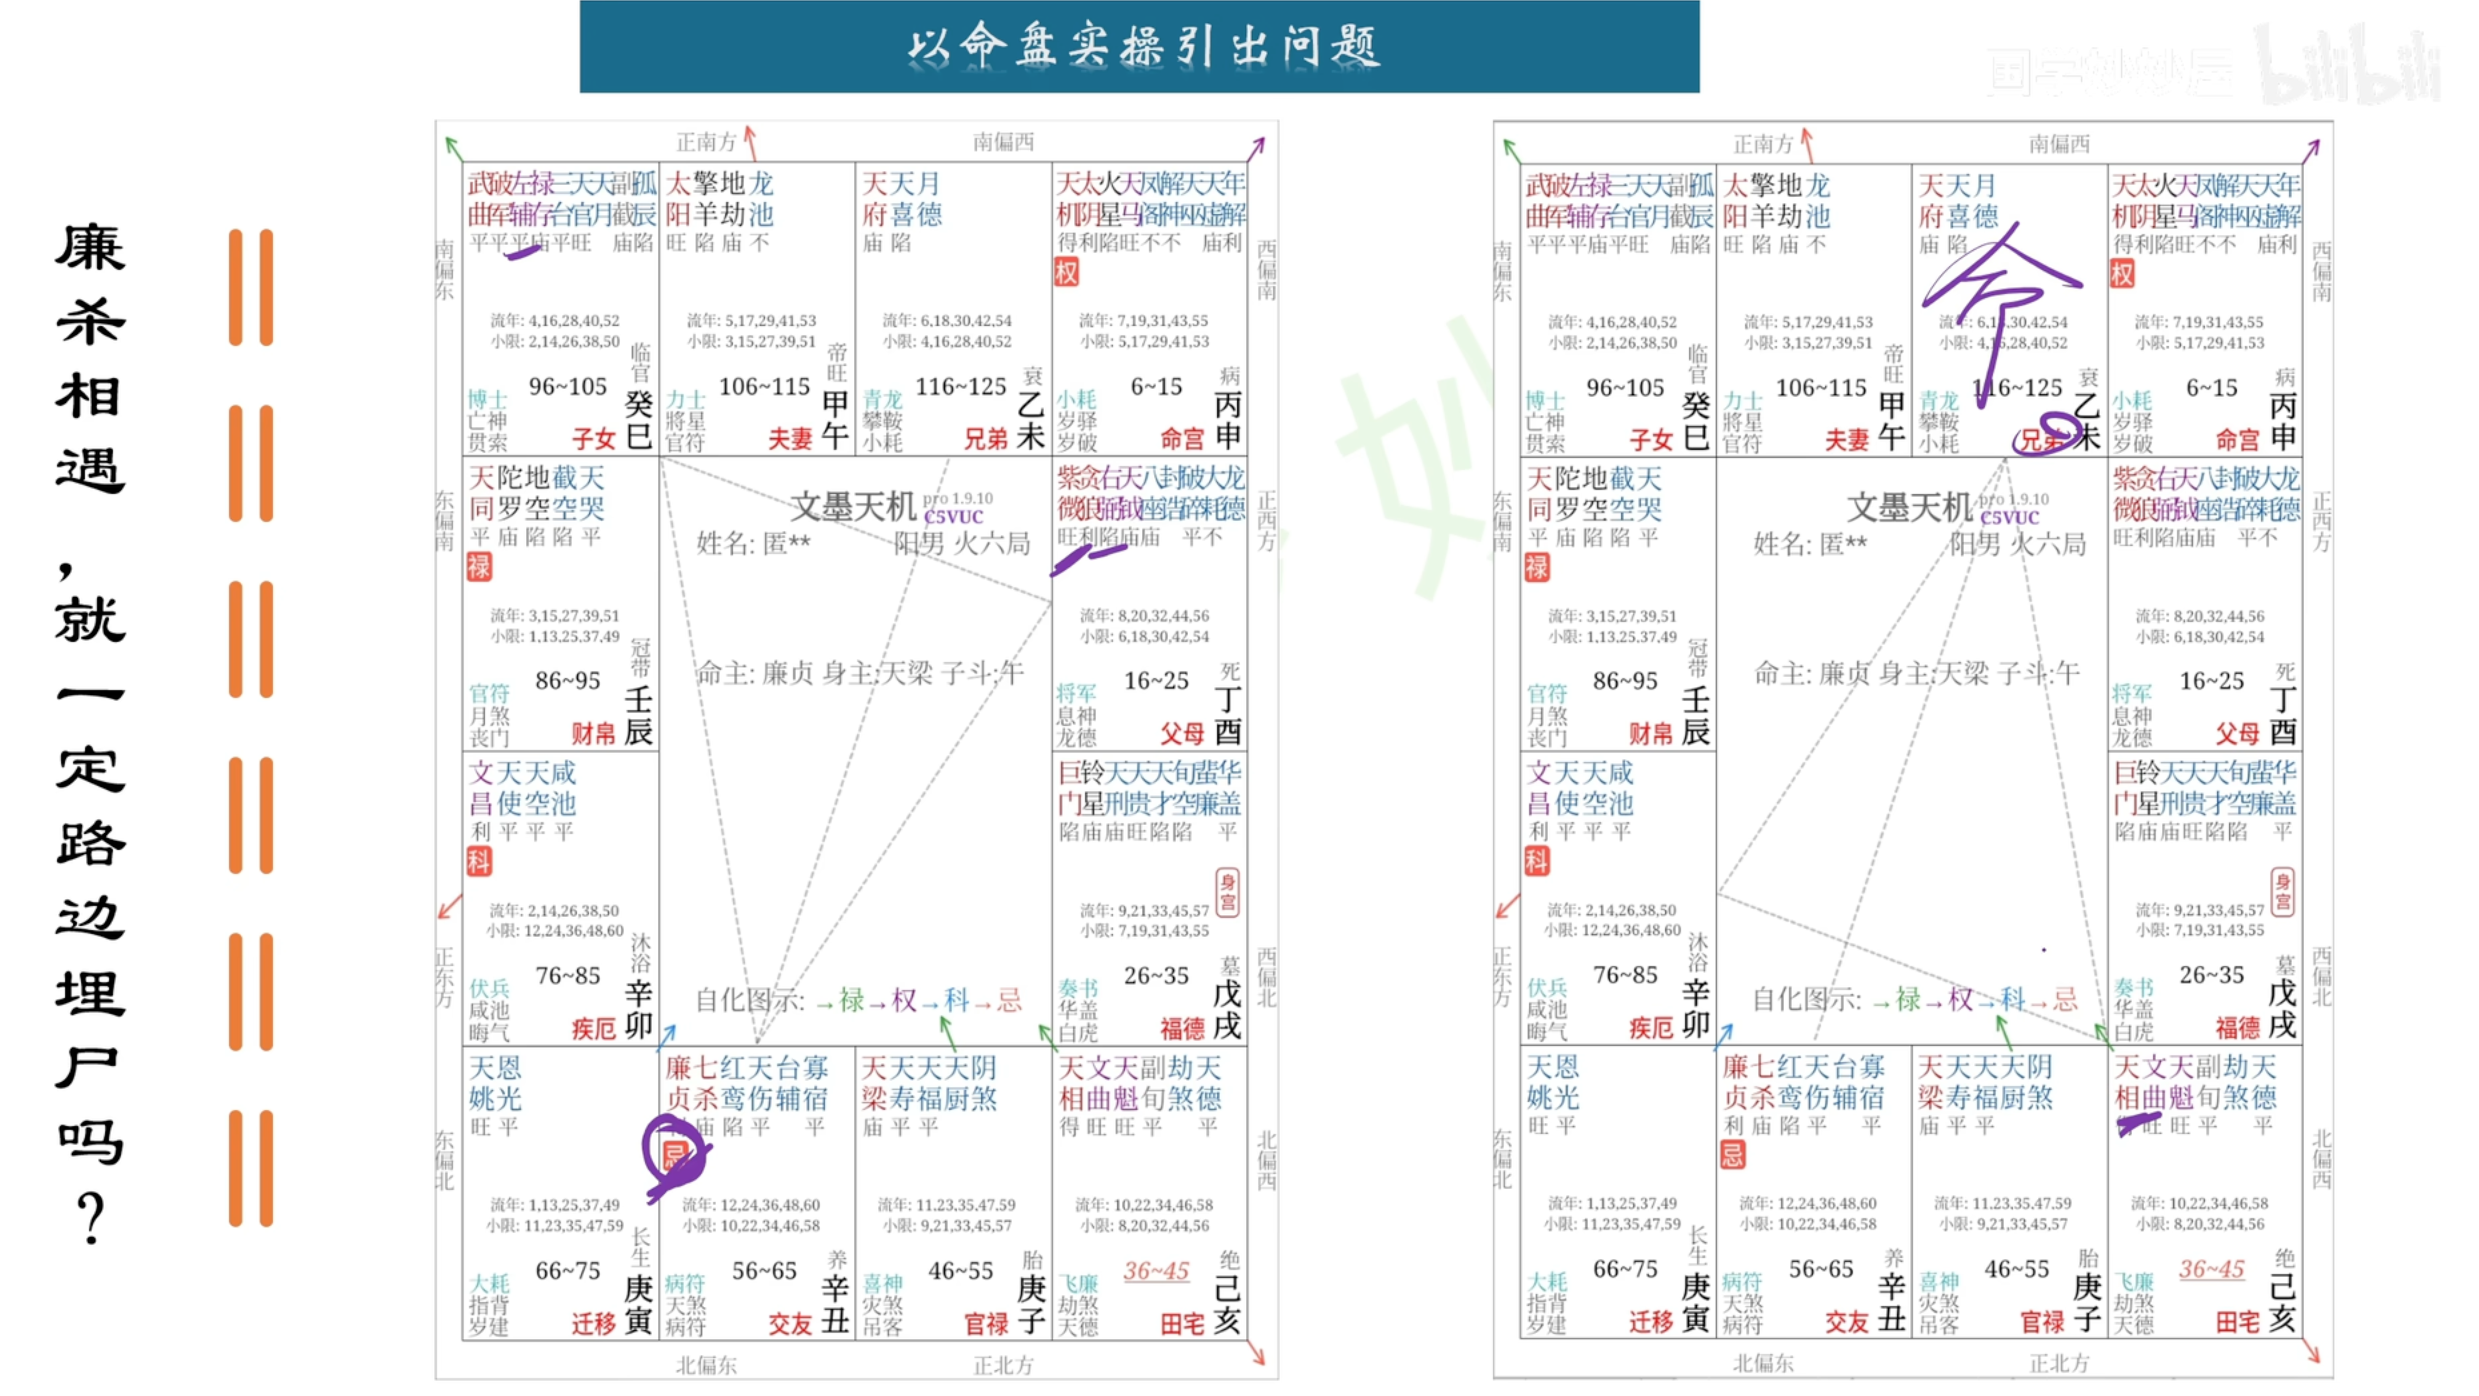 以命盘实操引出问题
国学妙妙屋 bilibili
廉杀相遇，就一定路边埋尸吗？
正南方 南偏西
武破左禄三天天副孤
曲军辅存台官月截辰
平平平庙平旺 庙陷
流年: 4,16,28,40,52
小限: 2,14,26,38,50
临官
96~105
博士
亡神
贯索
子女
癸巳
太擎地龙
阳羊劫池
旺陷庙不
流年: 5,17,29,41,53
小限: 3,15,27,39,51
帝旺
106~115
力士
將星
官符
夫妻
甲午
天天月
府喜德
庙陷
流年: 6,18,30,42,54
小限: 4,16,28,40,52
衰
116~125
青龙
攀鞍
小耗
兄弟
乙未
天太火天凤解天天年
机阴星马阁神巫虚解
得利陷旺不不 庙利
权
流年: 7,19,31,43,55
小限: 5,17,29,41,53
病
6~15
小耗
岁驿
岁破
命宫
丙申
南偏东
西偏南
天陀地截天
同罗空空哭
平庙陷陷平
禄
流年: 3,15,27,39,51
小限: 1,13,25,37,49
冠带
86~95
官符
月煞
丧门
财帛
壬辰
文墨天机 pro 1.9.10
C5VUC
姓名: 匿** 阳男 火六局
命主: 廉贞 身主:天梁 子斗:午
自化图示: →禄→权→科→忌
紫贪右天八封破大龙
微狼弼钺座诰碎耗德
旺利陷庙庙 平不
流年: 8,20,32,44,56
小限: 6,18,30,42,54
死
16~25
将军
息神
龙德
父母
丁酉
东偏南
正西方
文天天咸
昌使空池
利平平平
科
流年: 2,14,26,38,50
小限: 12,24,36,48,60
沐浴
76~85
伏兵
咸池
晦气
疾厄
辛卯
巨铃天天天旬蜚华
门星刑贵才空廉盖
陷庙庙旺陷陷 平
身宫
流年: 9,21,33,45,57
小限: 7,19,31,43,55
墓
26~35
奏书
华盖
白虎
福德
戊戌
正东方
西偏北
天恩
姚光
旺平
流年: 1,13,25,37,49
小限: 11,23,35,47,59
长生
66~75
大耗
指背
岁建
迁移
庚寅
廉七红天台寡
贞杀鸾伤辅宿
庙陷平 平
忌
流年: 12,24,36,48,60
小限: 10,22,34,46,58
养
56~65
病符
天煞
病符
交友
辛丑
天天天天阴
梁寿福厨煞
庙平平
流年: 11,23,35,47,59
小限: 9,21,33,45,57
胎
46~55
喜神
灾煞
吊客
官禄
庚子
天文天副劫天
相曲魁旬煞德
得旺旺平 平
流年: 10,22,34,46,58
小限: 8,20,32,44,56
绝
36~45
飞廉
劫煞
天德
田宅
己亥
东偏北
北偏西
北偏东 正北方
妙
正南方 南偏西
武破左禄三天天副孤
曲军辅存台官月截辰
平平平庙平旺 庙陷
流年: 4,16,28,40,52
小限: 2,14,26,38,50
临官
96~105
博士
亡神
贯索
子女
癸巳
太擎地龙
阳羊劫池
旺陷庙不
流年: 5,17,29,41,53
小限: 3,15,27,39,51
帝旺
106~115
力士
將星
官符
夫妻
甲午
天天月
府喜德
庙陷
命
流年: 6,18,30,42,54
小限: 4,16,28,40,52
衰
116~125
青龙
攀鞍
小耗
兄弟
乙未
天太火天凤解天天年
机阴星马阁神巫虚解
得利陷旺不不 庙利
权
流年: 7,19,31,43,55
小限: 5,17,29,41,53
病
6~15
小耗
岁驿
岁破
命宫
丙申
南偏东
西偏南
天陀地截天
同罗空空哭
平庙陷陷平
禄
流年: 3,15,27,39,51
小限: 1,13,25,37,49
冠带
86~95
官符
月煞
丧门
财帛
壬辰
文墨天机 pro 1.9.10
C5VUC
姓名: 匿** 阳男 火六局
命主: 廉贞 身主:天梁 子斗:午
自化图示: →禄→权→科→忌
紫贪右天八封破大龙
微狼弼钺座诰碎耗德
旺利陷庙庙 平不
流年: 8,20,32,44,56
小限: 6,18,30,42,54
死
16~25
将军
息神
龙德
父母
丁酉
东偏南
正西方
文天天咸
昌使空池
利平平平
科
流年: 2,14,26,38,50
小限: 12,24,36,48,60
沐浴
76~85
伏兵
咸池
晦气
疾厄
辛卯
巨铃天天天旬蜚华
门星刑贵才空廉盖
陷庙庙旺陷陷 平
身宫
流年: 9,21,33,45,57
小限: 7,19,31,43,55
墓
26~35
奏书
华盖
白虎
福德
戊戌
正东方
西偏北
天恩
姚光
旺平
流年: 1,13,25,37,49
小限: 11,23,35,47,59
长生
66~75
大耗
指背
岁建
迁移
庚寅
廉七红天台寡
贞杀鸾伤辅宿
利庙陷平 平
忌
流年: 12,24,36,48,60
小限: 10,22,34,46,58
养
56~65
病符
天煞
病符
交友
辛丑
天天天天阴
梁寿福厨煞
庙平平
流年: 11,23,35,47,59
小限: 9,21,33,45,57
胎
46~55
喜神
灾煞
吊客
官禄
庚子
天文天副劫天
相曲魁旬煞德
旺旺平 平
流年: 10,22,34,46,58
小限: 8,20,32,44,56
绝
36~45
飞廉
劫煞
天德
田宅
己亥
东偏北
北偏西
北偏东 正北方